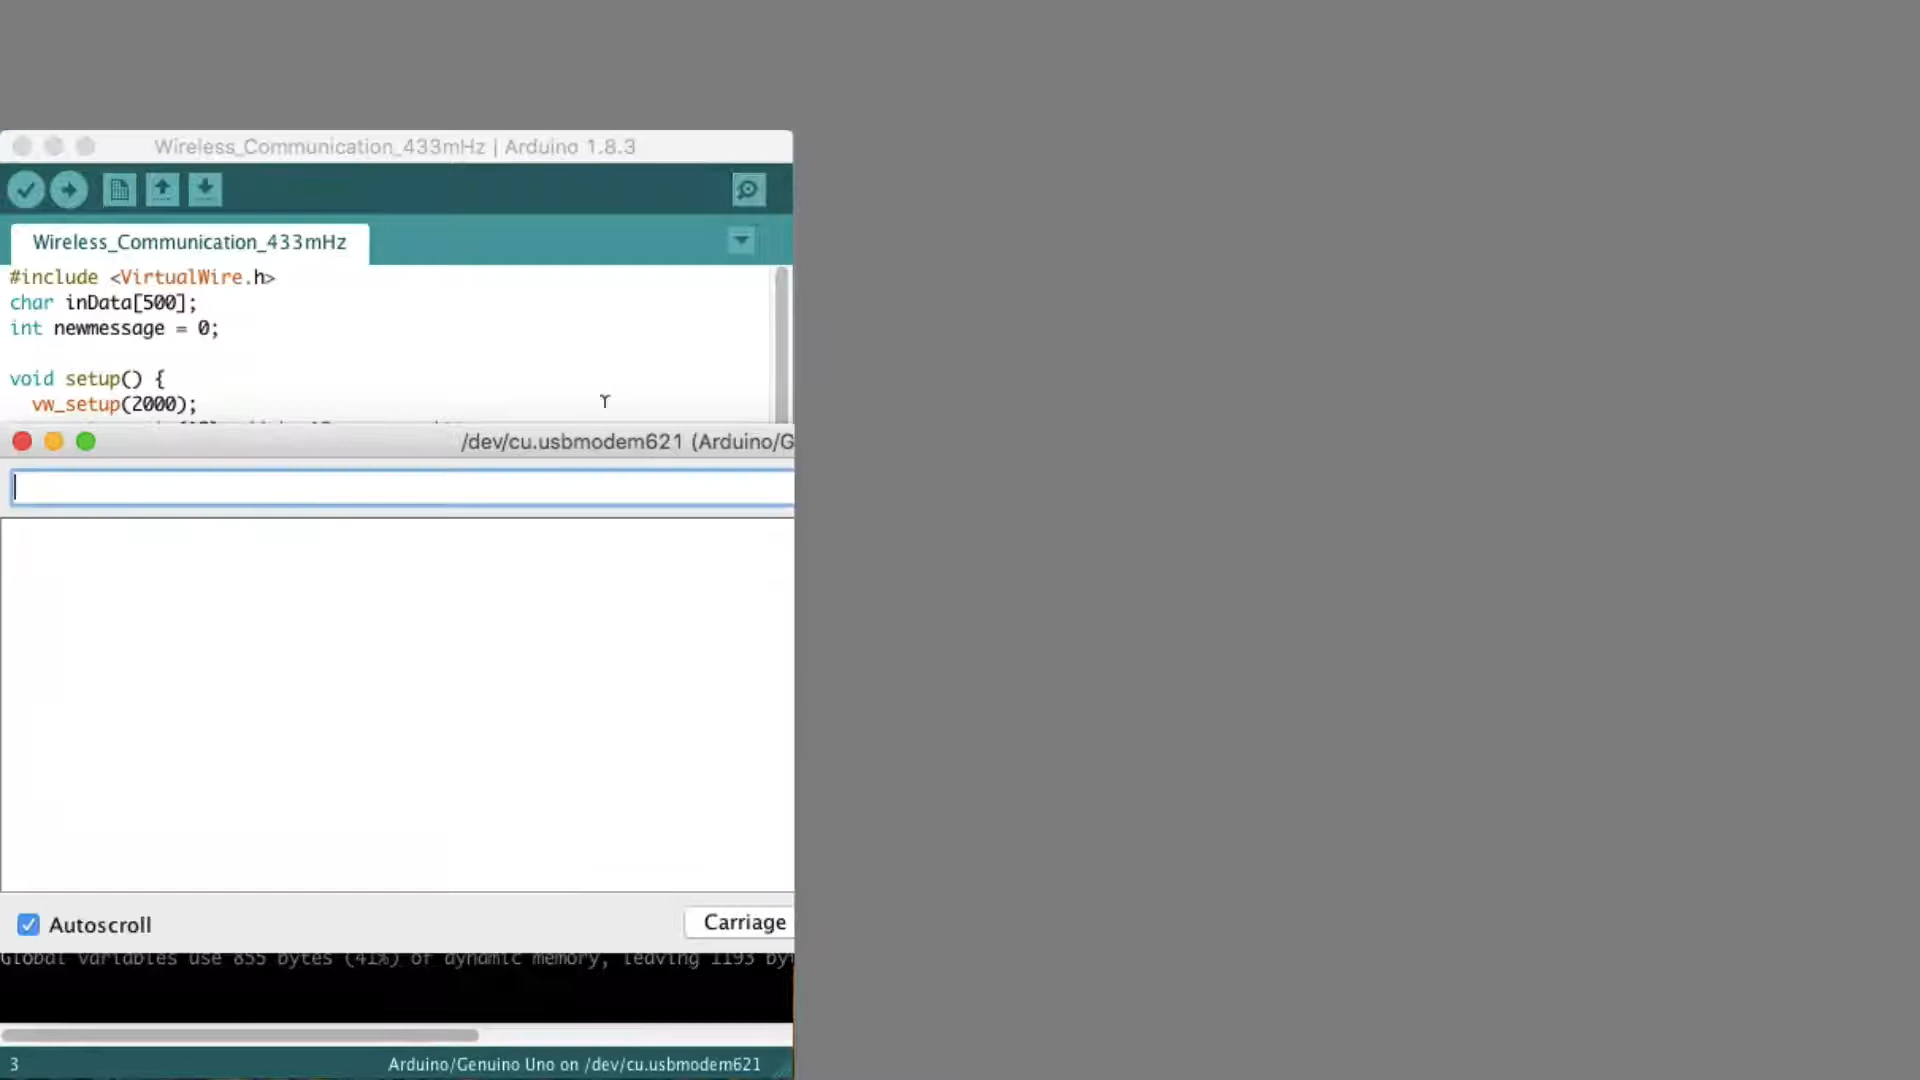 Wireless_Communication_433mHz | Arduino 1.8.3
Wireless_Communication_433mHz
#include <VirtualWire.h>
char inData[500];
int newmessage = 0;
void setup() {
vw_setup(2000);
/dev/cu.usbmodem621 (Arduino/G
Autoscroll
Carriage
Global variables use 855 bytes (41%) of dynamic memory, leaving 1193 by
3
Arduino/Genuino Uno on /dev/cu.usbmodem621